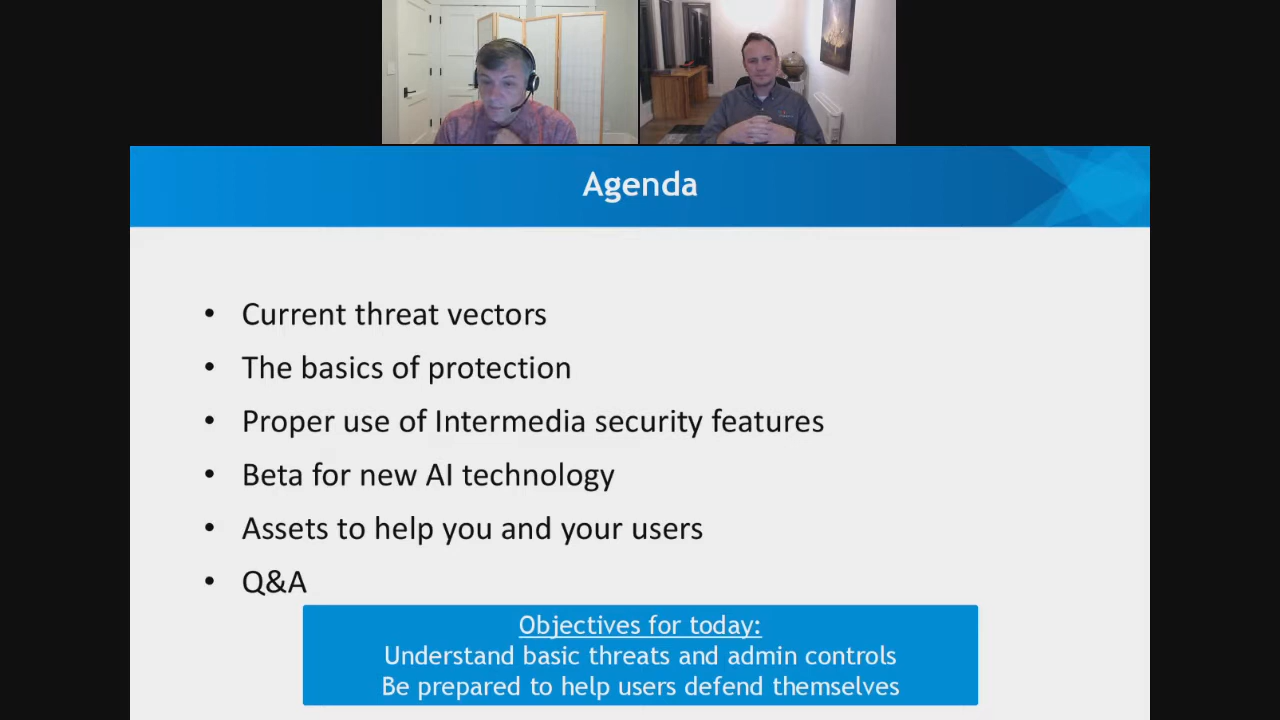 Agenda
• Current threat vectors
• The basics of protection
• Proper use of Intermedia security features
• Beta for new AI technology
• Assets to help you and your users
• Q&A
Objectives for today:
Understand basic threats and admin controls
Be prepared to help users defend themselves